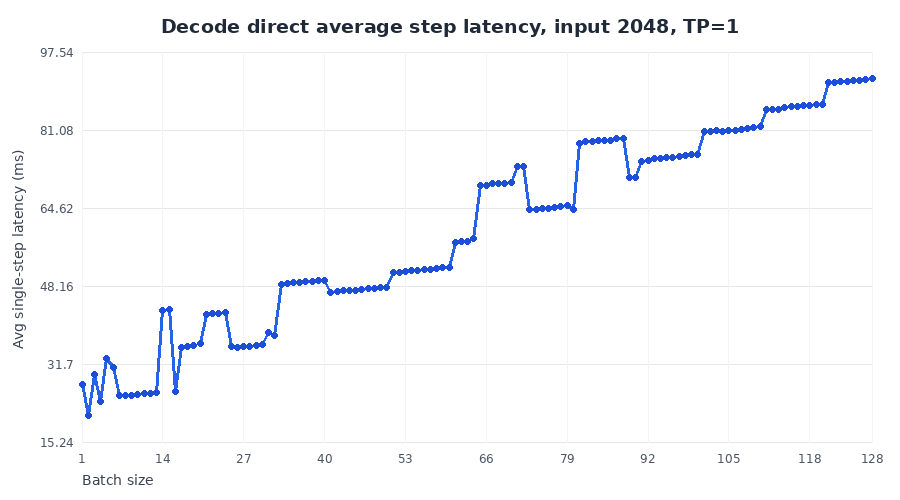 Decode direct average step latency, input 2048, TP=1
97.54
81.08
64.62
48.16
31.7
15.24
Avg single-step latency (ms)
1 14 27 40 53 66 79 92 105 118 128
Batch size